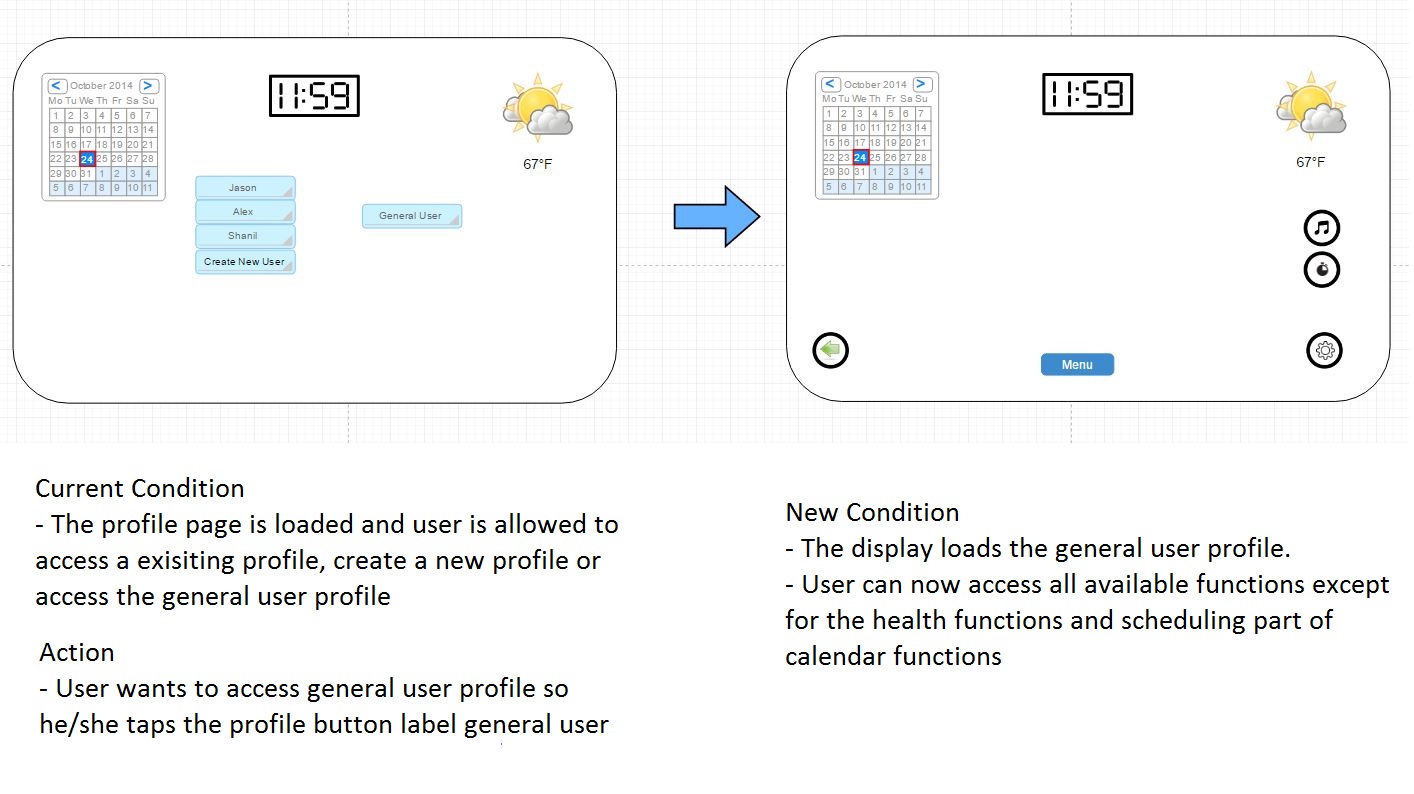 < October 2014 >
Mo Tu We Th Fr Sa Su
1 2 3 4 5 6 7
8 9 10 11 12 13 14
15 16 17 18 19 20 21
22 23 24 25 26 27 28
29 30 31 1 2 3 4
5 6 7 8 9 10 11
11:59
67°F
Jason
Alex
Shanil
Create New User
General User
< October 2014 >
Mo Tu We Th Fr Sa Su
1 2 3 4 5 6 7
8 9 10 11 12 13 14
15 16 17 18 19 20 21
22 23 24 25 26 27 28
29 30 31 1 2 3 4
5 6 7 8 9 10 11
11:59
67°F
Menu
Current Condition
- The profile page is loaded and user is allowed to
access a exisiting profile, create a new profile or
access the general user profile
Action
- User wants to access general user profile so
he/she taps the profile button label general user
New Condition
- The display loads the general user profile.
- User can now access all available functions except
for the health functions and scheduling part of
calendar functions